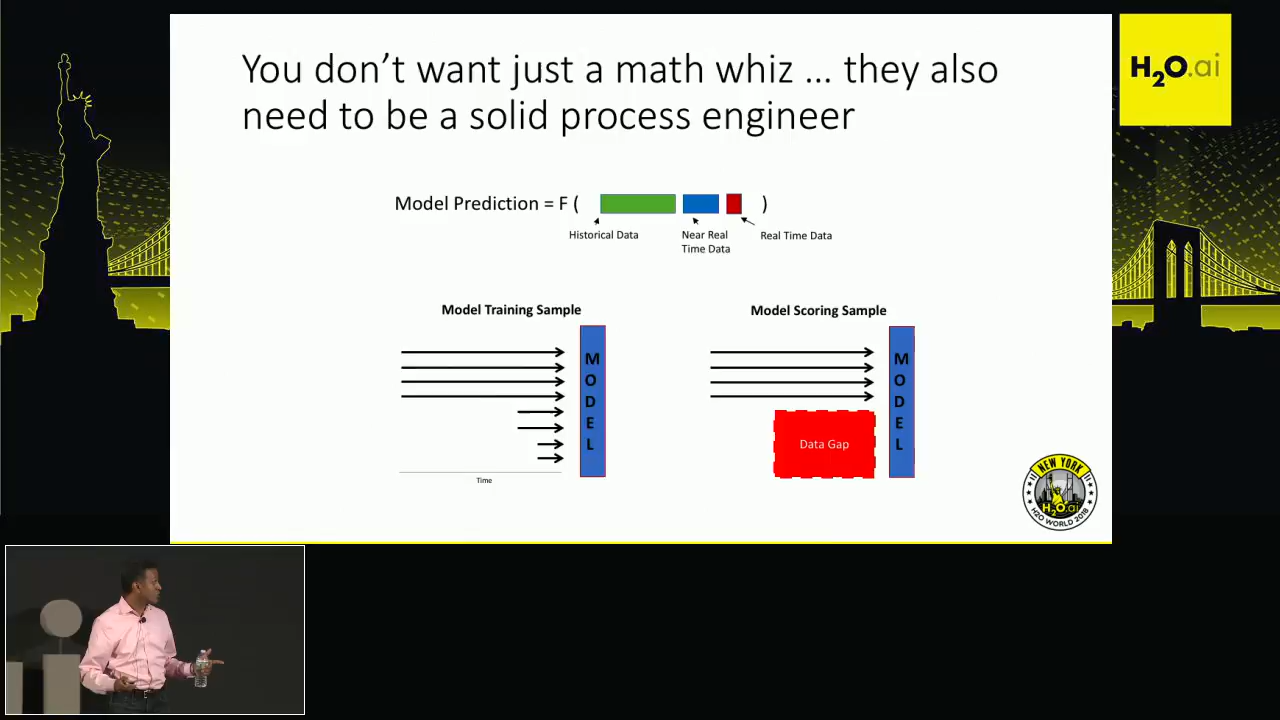 You don’t want just a math whiz … they also
need to be a solid process engineer
H2O.ai
Model Prediction = F (
)
Historical Data
Near Real
Time Data
Real Time Data
Model Training Sample
Model Scoring Sample
M
O
D
E
L
M
O
D
E
L
Data Gap
Time
NEW YORK
H2O.ai
H2O WORLD 2018